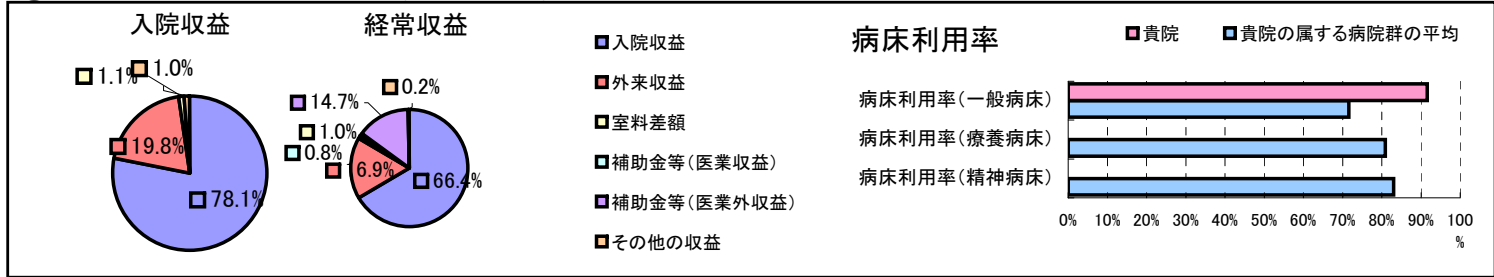 入院収益
1.1%
1.0%
19.8%
78.1%
経常収益
0.2%
14.7%
1.0%
0.8%
16.9%
66.4%
入院収益
外来収益
室料差額
補助金等(医業収益)
補助金等(医業外収益)
その他の収益
病床利用率
貴院
貴院の属する病院群の平均
病床利用率(一般病床)
病床利用率(療養病床)
病床利用率(精神病床)
0% 10% 20% 30% 40% 50% 60% 70% 80% 90% 100
%